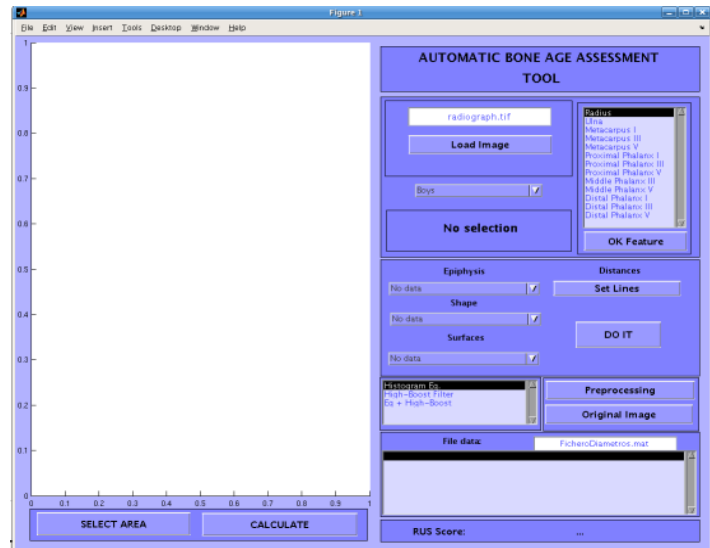 Figure 1
File Edit View Insert Tools Desktop Window Help
1
0.9
0.8
0.7
0.6
0.5
0.4
0.3
0.2
0.1
0
0 0.1 0.2 0.3 0.4 0.5 0.6 0.7 0.8 0.9 1
SELECT AREA
CALCULATE
AUTOMATIC BONE AGE ASSESSMENT
TOOL
radiograph.tif
Load Image
Boys
No selection
Radius
Ulna
Metacarpus I
Metacarpus III
Metacarpus V
Proximal Phalanx I
Proximal Phalanx III
Proximal Phalanx V
Middle Phalanx III
Middle Phalanx V
Distal Phalanx I
Distal Phalanx III
Distal Phalanx V
OK Feature
Epiphysis
No data
Shape
No data
Surfaces
No data
Distances
Set Lines
DO IT
Histogram Eq.
High-Boost Filter
Eq + High-Boost
Preprocessing
Original Image
File data:
FicheroDiametros.mat
RUS Score:
...